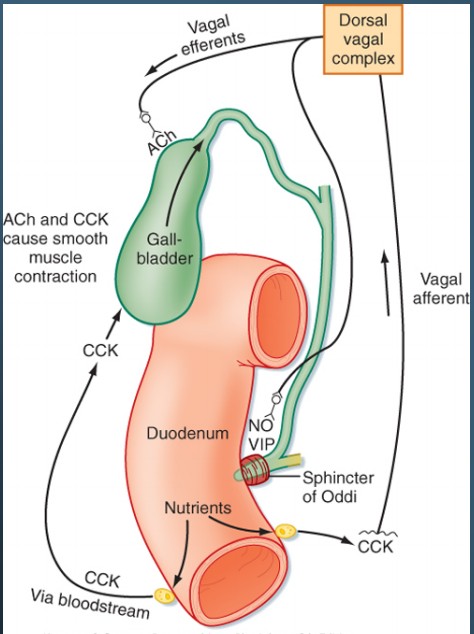 Vagal
efferents
Dorsal
vagal
complex
ACh
ACh and CCK
cause smooth
muscle
contraction
Gall-
bladder
Vagal
afferent
CCK
NO
VIP
Duodenum
Sphincter
of Oddi
Nutrients
CCK
CCK
Via bloodstream